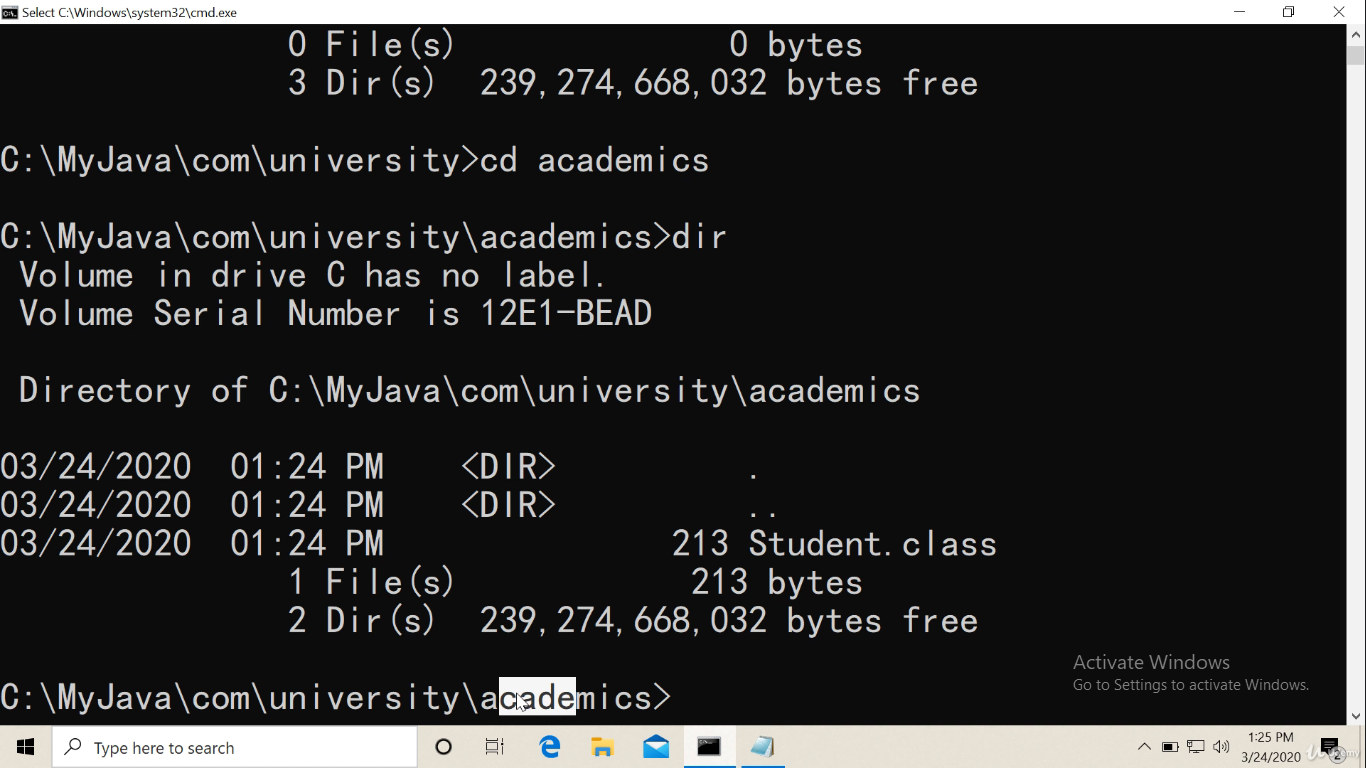 Select C:\Windows\system32\cmd.exe
0 File(s) 0 bytes
3 Dir(s) 239,274,668,032 bytes free
C:\MyJava\com\university>cd academics
C:\MyJava\com\university\academics>dir
Volume in drive C has no label.
Volume Serial Number is 12E1-BEAD
Directory of C:\MyJava\com\university\academics
03/24/2020 01:24 PM <DIR> .
03/24/2020 01:24 PM <DIR> ..
03/24/2020 01:24 PM 213 Student.class
1 File(s) 213 bytes
2 Dir(s) 239,274,668,032 bytes free
Activate Windows
Go to Settings to activate Windows.
C:\MyJava\com\university\academics>
Type here to search
1:25 PM
3/24/2020
2